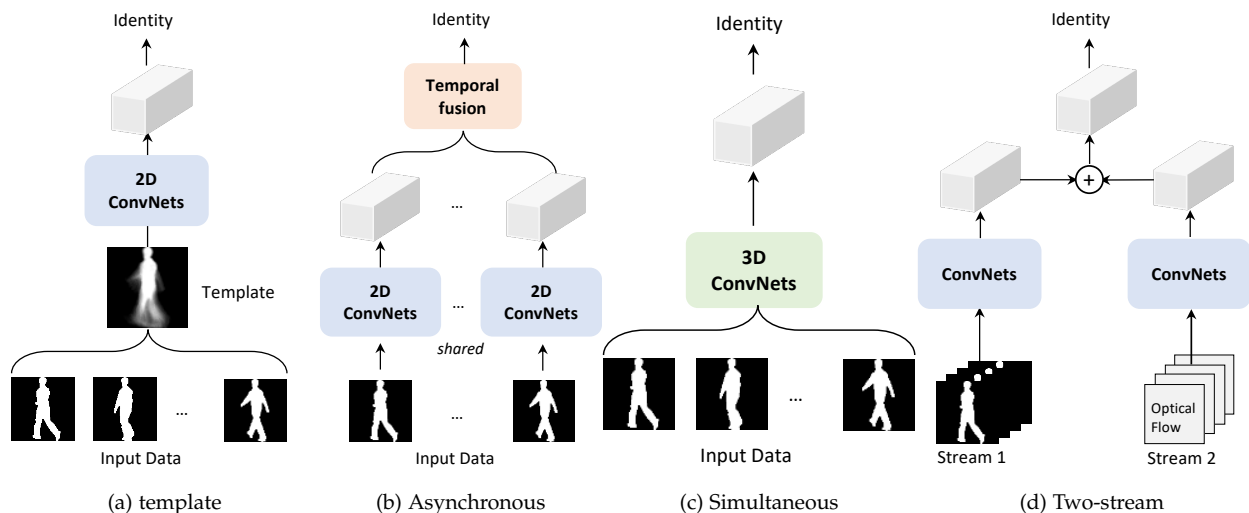 Identity
2D
ConvNets
Template
...
Input Data
(a) template
Identity
Temporal
fusion
...
2D
ConvNets
...
2D
ConvNets
shared
...
Input Data
(b) Asynchronous
Identity
3D
ConvNets
...
Input Data
(c) Simultaneous
Identity
+
ConvNets
ConvNets
Optical
Flow
Stream 1
Stream 2
(d) Two-stream